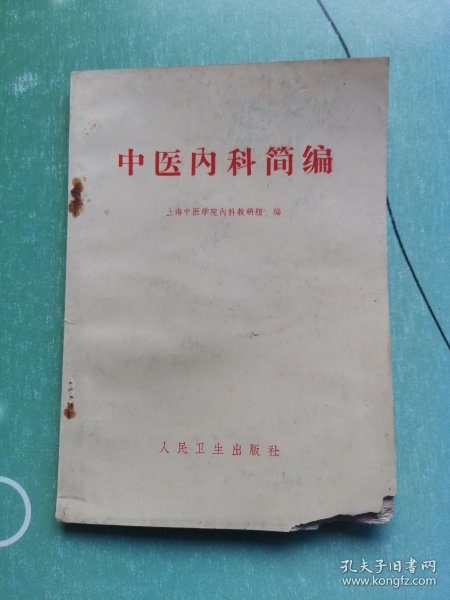 中医内科简编
上海中医学院内科教研组 编
人民卫生出版社
孔夫子旧书网
www.kongfz.com